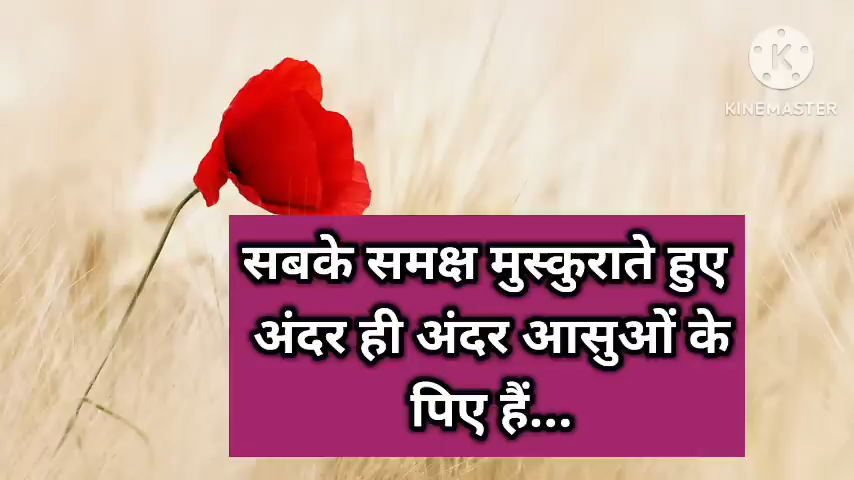 KINEMASTER
सबके समक्ष मुस्कुराते हुए
अंदर ही अंदर आसुओं के
पिए हैं...